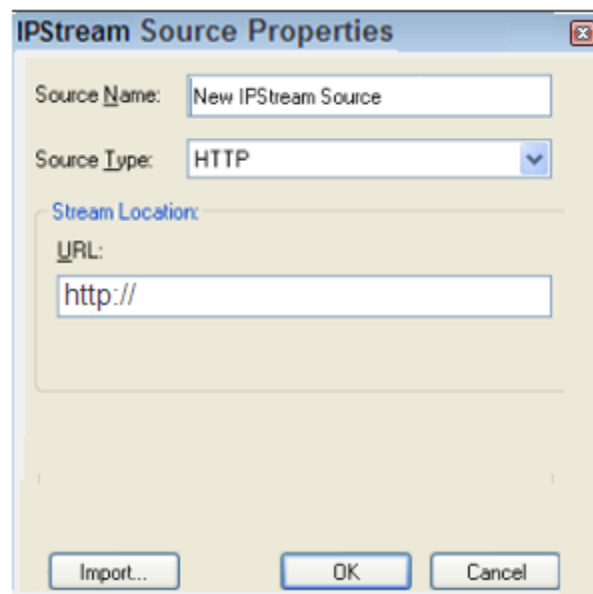 IPStream Source Properties
Source Name: New IPStream Source
Source Type: HTTP
Stream Location:
URL:
http://
Import... OK Cancel